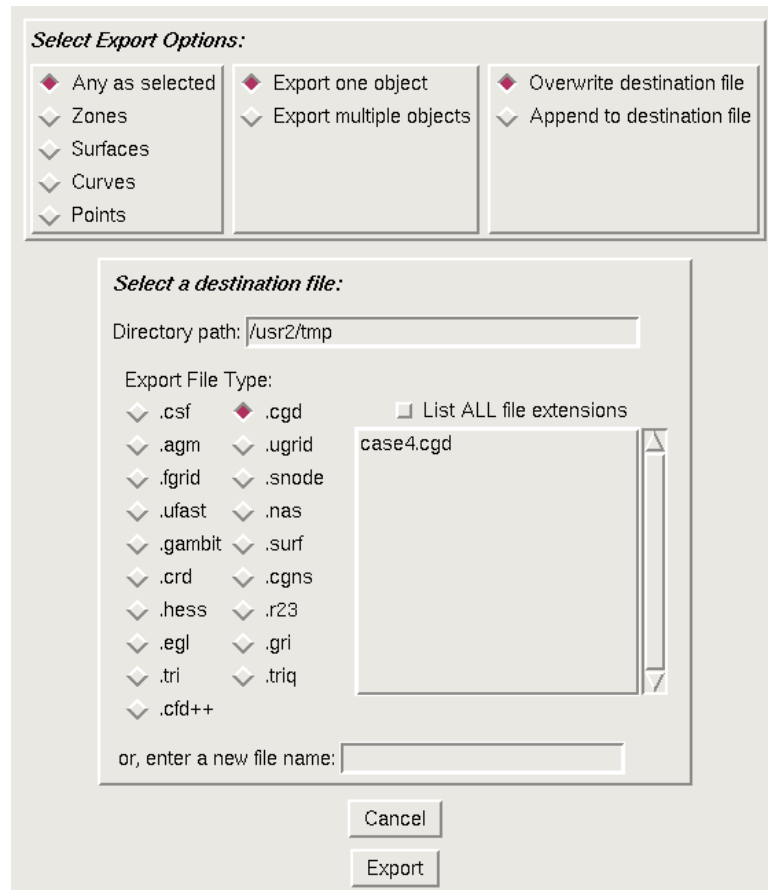 Select Export Options:
Any as selected
Zones
Surfaces
Curves
Points
Export one object
Export multiple objects
Overwrite destination file
Append to destination file
Select a destination file:
Directory path: /usr2/tmp
Export File Type:
.csf .cgd
.agm .ugrid
.fgrid .snode
.ufast .nas
.gambit .surf
.crd .cgns
.hess .r23
.egl .gri
.tri .triq
.cfd++
List ALL file extensions
case4.cgd
or, enter a new file name:
Cancel
Export